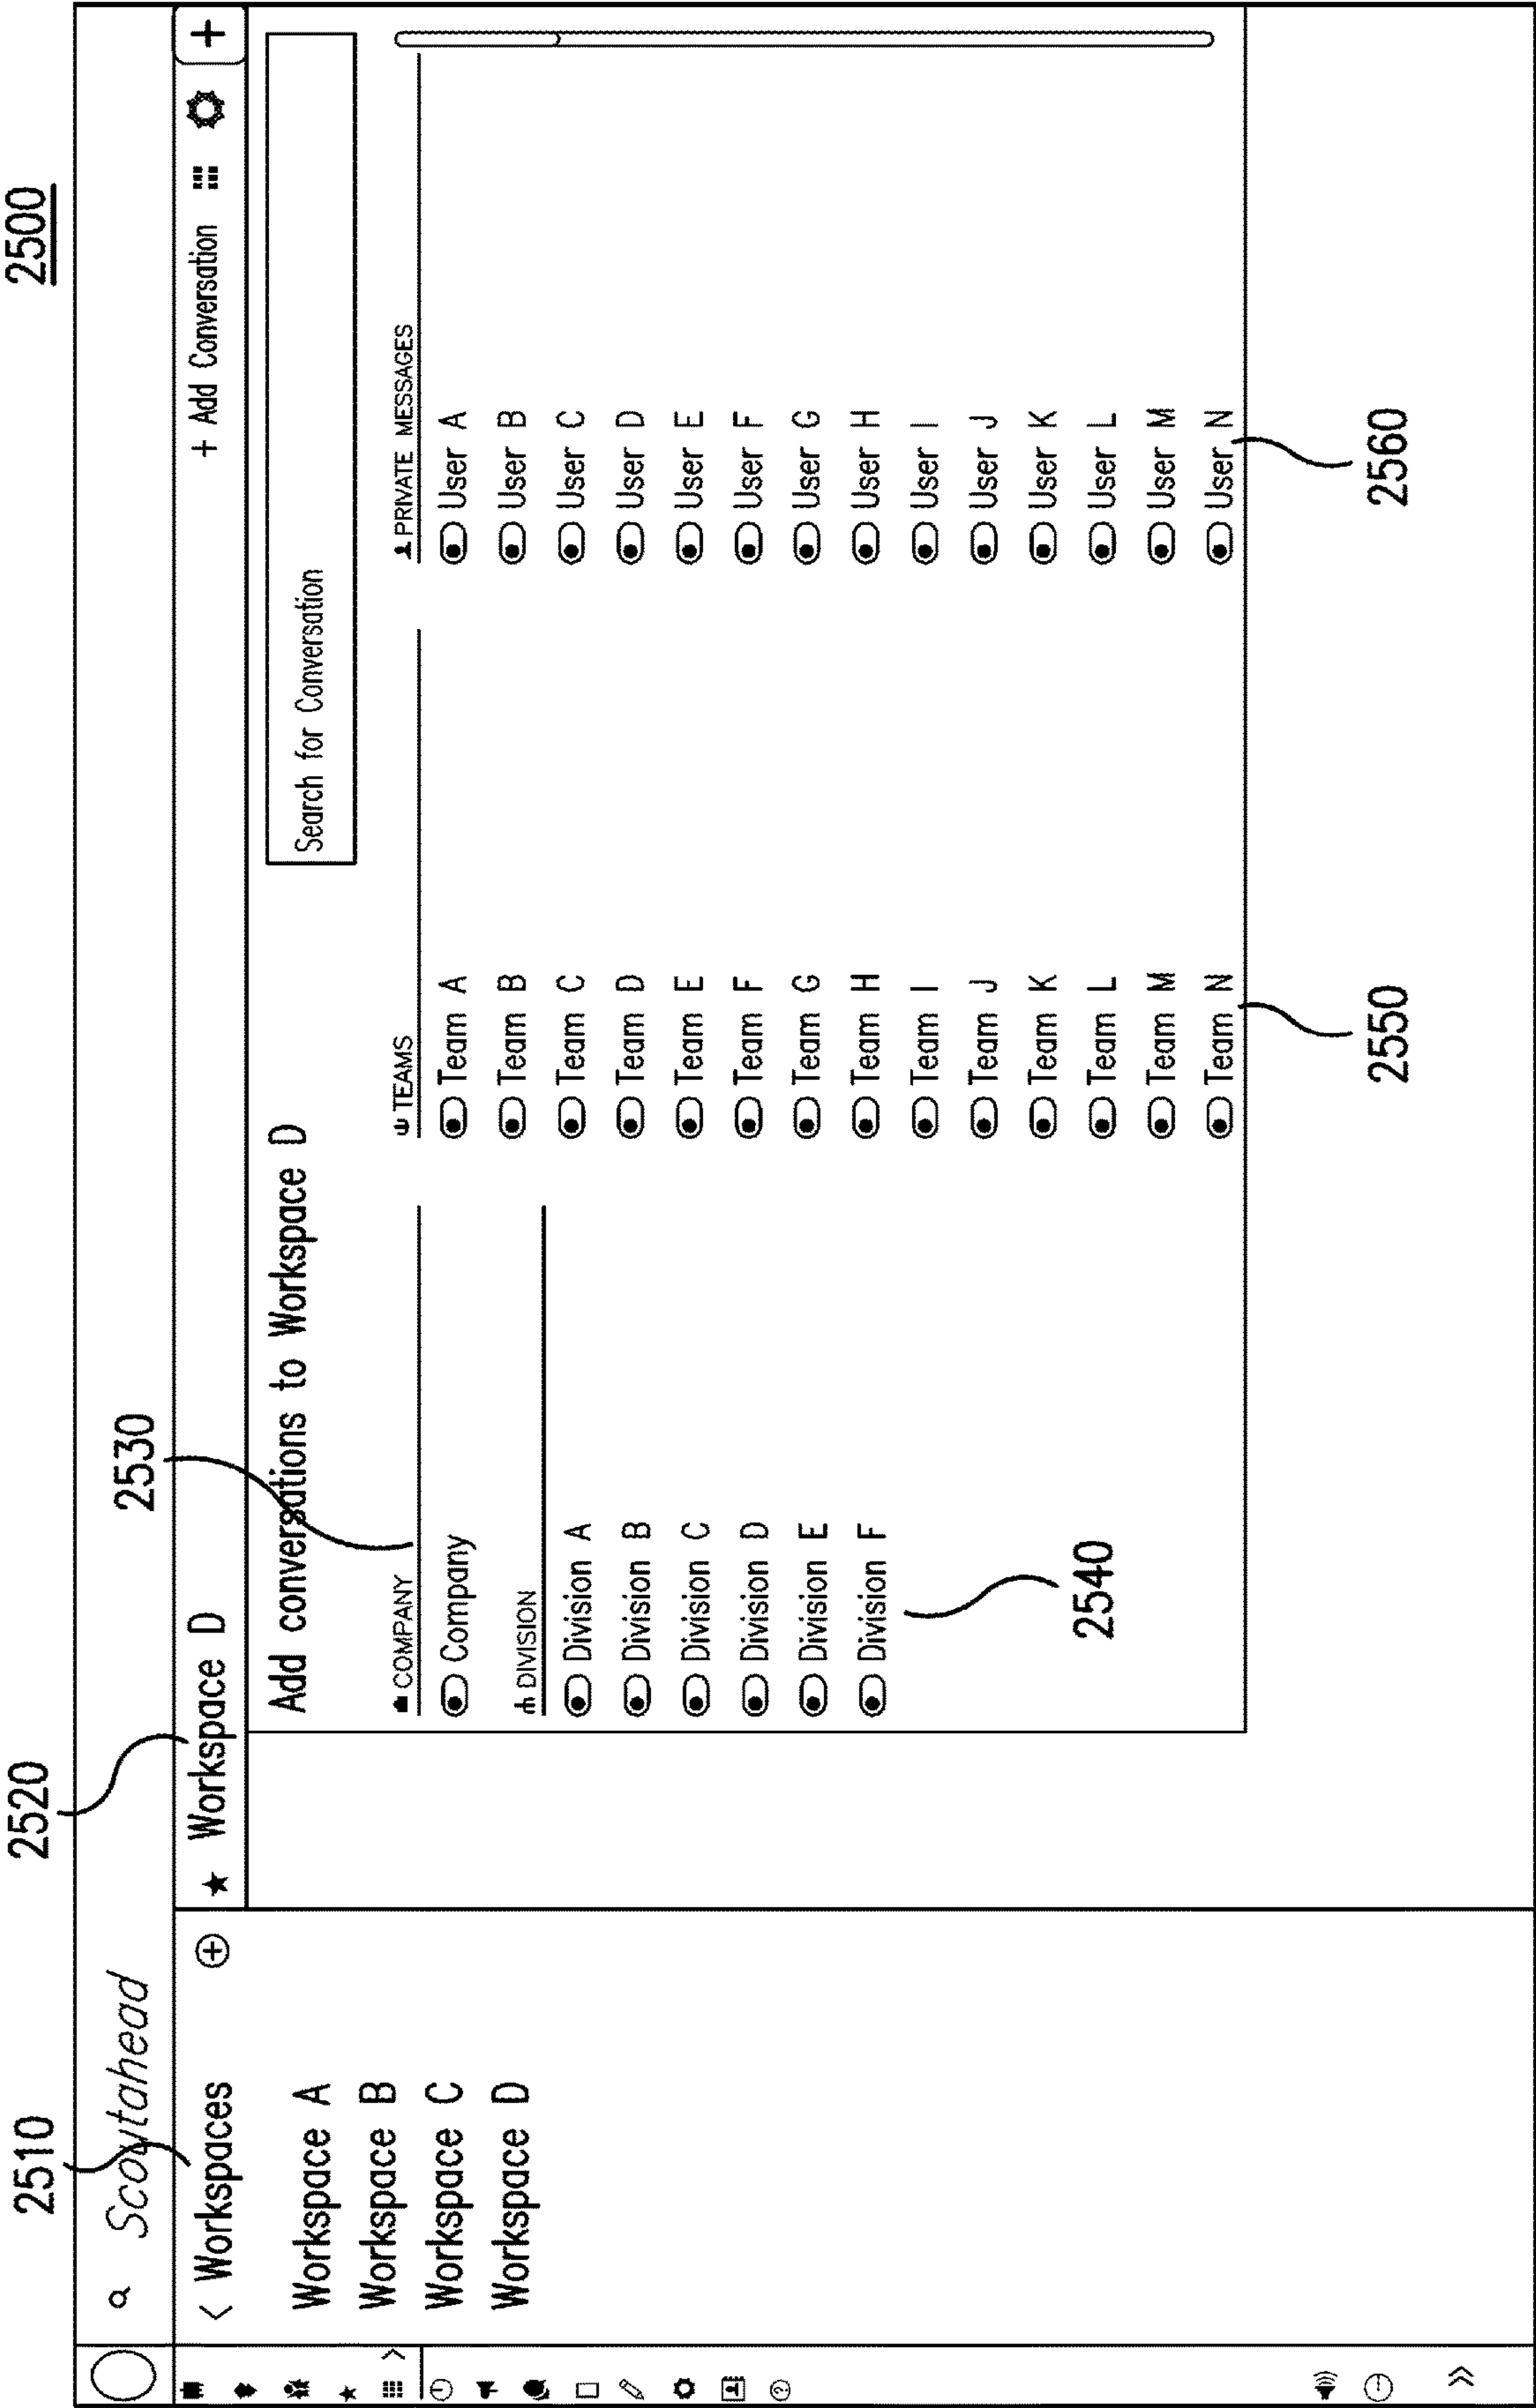 2500
2510
2520
2530
Scoutahead
< Workspaces
Workspace A
Workspace B
Workspace C
Workspace D
★ Workspace D
+ Add Conversation
+
Add conversations to Workspace D
Search for Conversation
COMPANY
Company
DIVISION
Division A
Division B
Division C
Division D
Division E
Division F
2540
TEAMS
Team A
Team B
Team C
Team D
Team E
Team F
Team G
Team H
Team I
Team J
Team K
Team L
Team M
Team N
2550
PRIVATE MESSAGES
User A
User B
User C
User D
User E
User F
User G
User H
User I
User J
User K
User L
User M
User N
2560